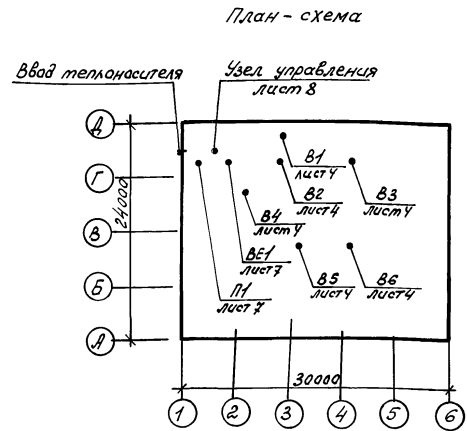 План-схема
Ввод теплоносителя
Узел управления
лист 8
Д
Г
В
Б
А
24000
В1
лист 4
В2
лист 4
В3
лист 4
В4
лист 4
ВЕ1
лист 7
П1
лист 7
В5
лист 4
В6
лист 4
30000
1
2
3
4
5
6